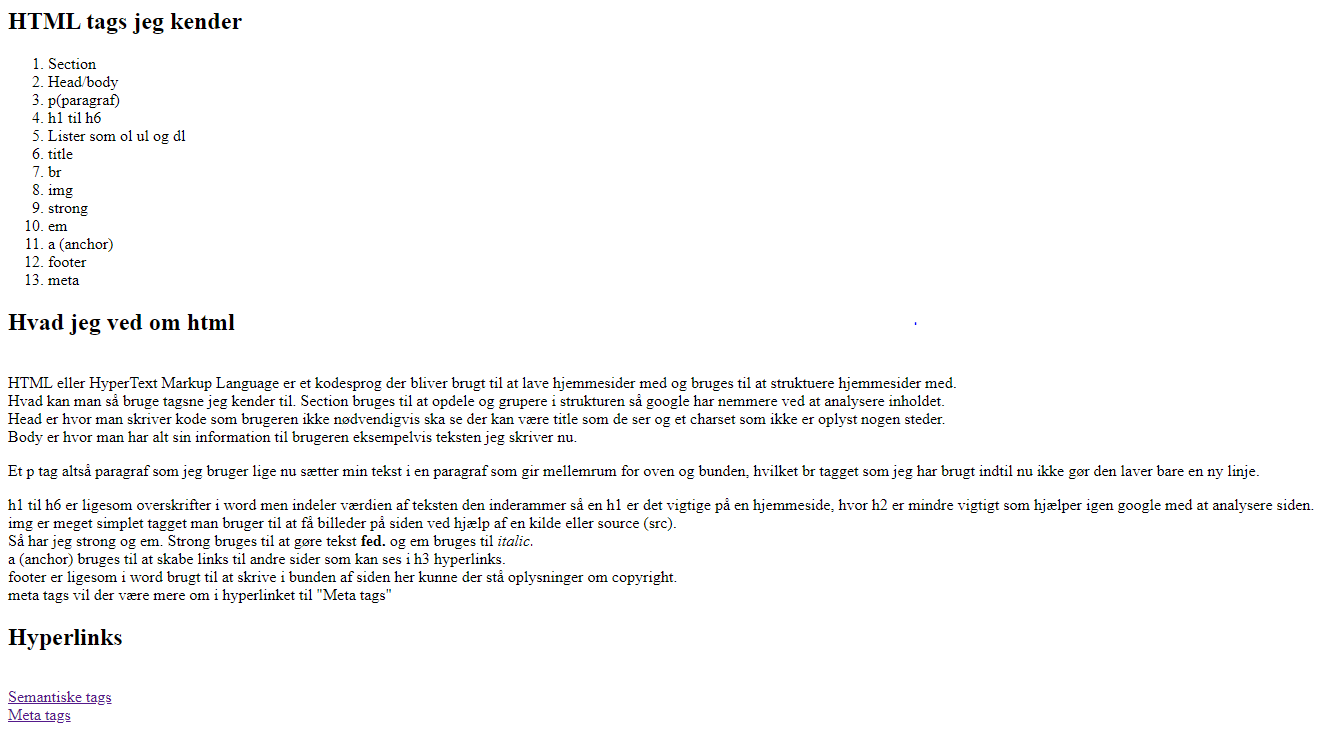 HTML tags jeg kender
1. Section
2. Head/body
3. p(paragraf)
4. h1 til h6
5. Lister som ol ul og dl
6. title
7. br
8. img
9. strong
10. em
11. a (anchor)
12. footer
13. meta
Hvad jeg ved om html
HTML eller HyperText Markup Language er et kodesprog der bliver brugt til at lave hjemmesider med og bruges til at struktuere hjemmesider med.
Hvad kan man så bruge tagsne jeg kender til. Section bruges til at opdele og grupere i strukturen så google har nemmere ved at analysere inholdet.
Head er hvor man skriver kode som brugeren ikke nødvendigvis ska se der kan være title som de ser og et charset som ikke er oplyst nogen steder.
Body er hvor man har alt sin information til brugeren eksempelvis teksten jeg skriver nu.
Et p tag altså paragraf som jeg bruger lige nu sætter min tekst i en paragraf som gir mellemrum for oven og bunden, hvilket br tagget som jeg har brugt indtil nu ikke gør den laver bare en ny linje.
h1 til h6 er ligesom overskrifter i word men indeler værdien af teksten den inderammer så en h1 er det vigtige på en hjemmeside, hvor h2 er mindre vigtigt som hjælper igen google med at analysere siden.
img er meget simplet tagget man bruger til at få billeder på siden ved hjælp af en kilde eller source (src).
Så har jeg strong og em. Strong bruges til at gøre tekst fed. og em bruges til italic.
a (anchor) bruges til at skabe links til andre sider som kan ses i h3 hyperlinks.
footer er ligesom i word brugt til at skrive i bunden af siden her kunne der stå oplysninger om copyright.
meta tags vil der være mere om i hyperlinket til "Meta tags"
Hyperlinks
Semantiske tags
Meta tags